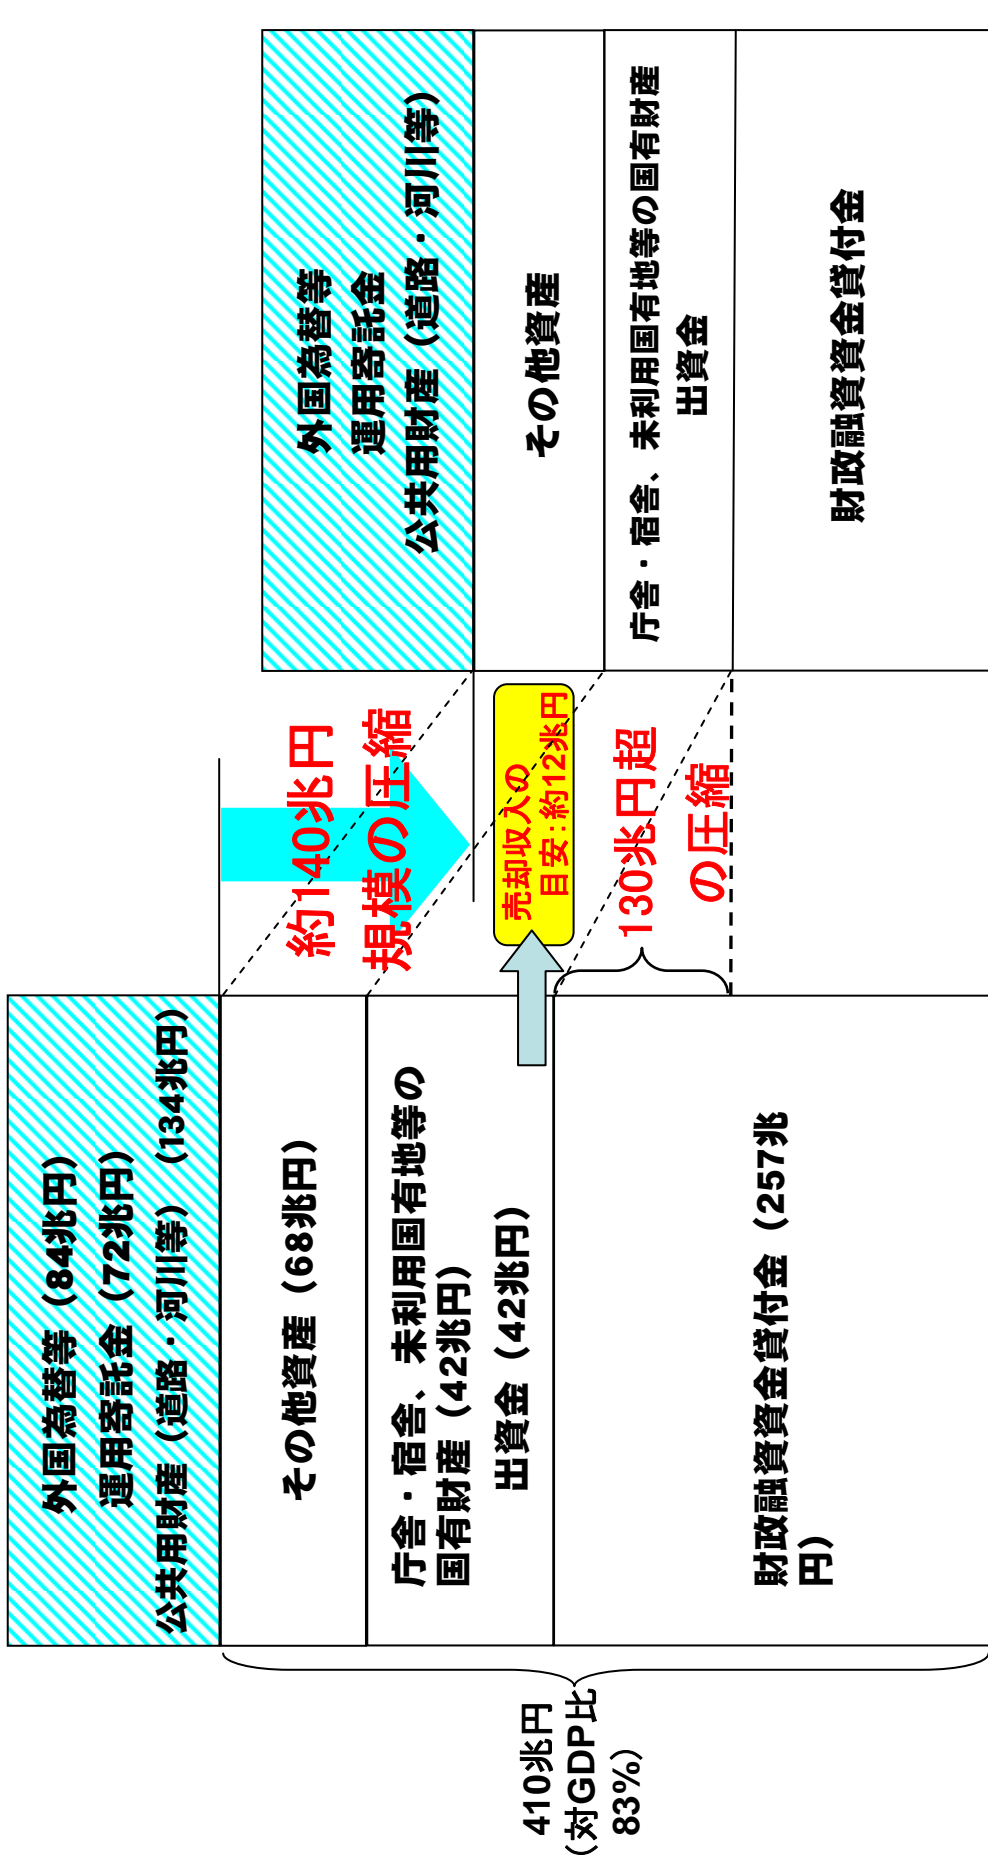 410兆円
（対GDP比
83%）
外国為替等（84兆円）
運用寄託金（72兆円）
公共用財産（道路・河川等）（134兆円）
その他資産（68兆円）
庁舎・宿舎、未利用国有地等の
国有財産（42兆円）
出資金（42兆円）
財政融資資金貸付金（257兆
円）
約140兆円
規模の圧縮
売却収入の
目安：約12兆円
130兆円超
の圧縮
外国為替等
運用寄託金
公共用財産（道路・河川等）
その他資産
庁舎・宿舎、未利用国有地等の国有財産
出資金
財政融資資金貸付金